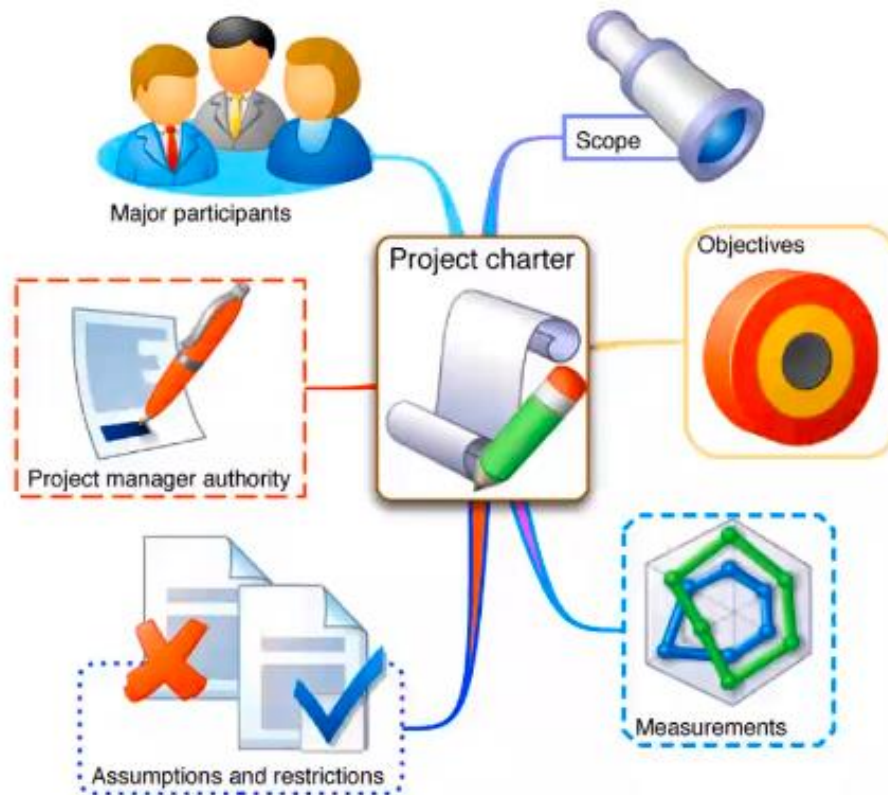 Scope
Major participants
Project charter
Objectives
Project manager authority
Measurements
Assumptions and restrictions